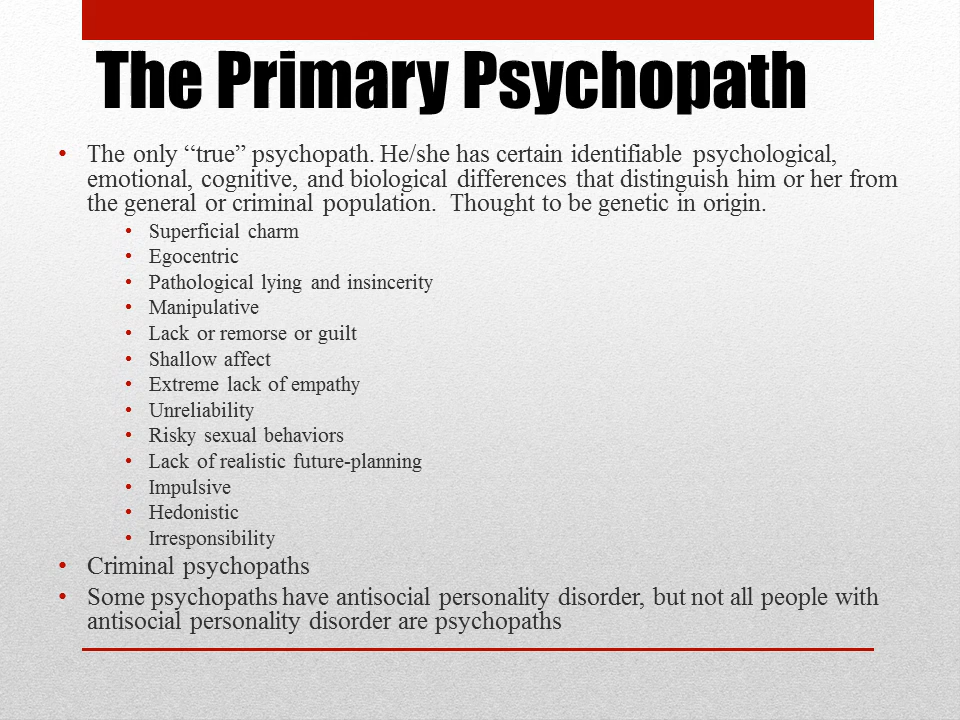 The Primary Psychopath
• The only “true” psychopath. He/she has certain identifiable psychological,
emotional, cognitive, and biological differences that distinguish him or her from
the general or criminal population.  Thought to be genetic in origin.
• Superficial charm
• Egocentric
• Pathological lying and insincerity
• Manipulative
• Lack or remorse or guilt
• Shallow affect
• Extreme lack of empathy
• Unreliability
• Risky sexual behaviors
• Lack of realistic future-planning
• Impulsive
• Hedonistic
• Irresponsibility
• Criminal psychopaths
• Some psychopaths have antisocial personality disorder, but not all people with
antisocial personality disorder are psychopaths